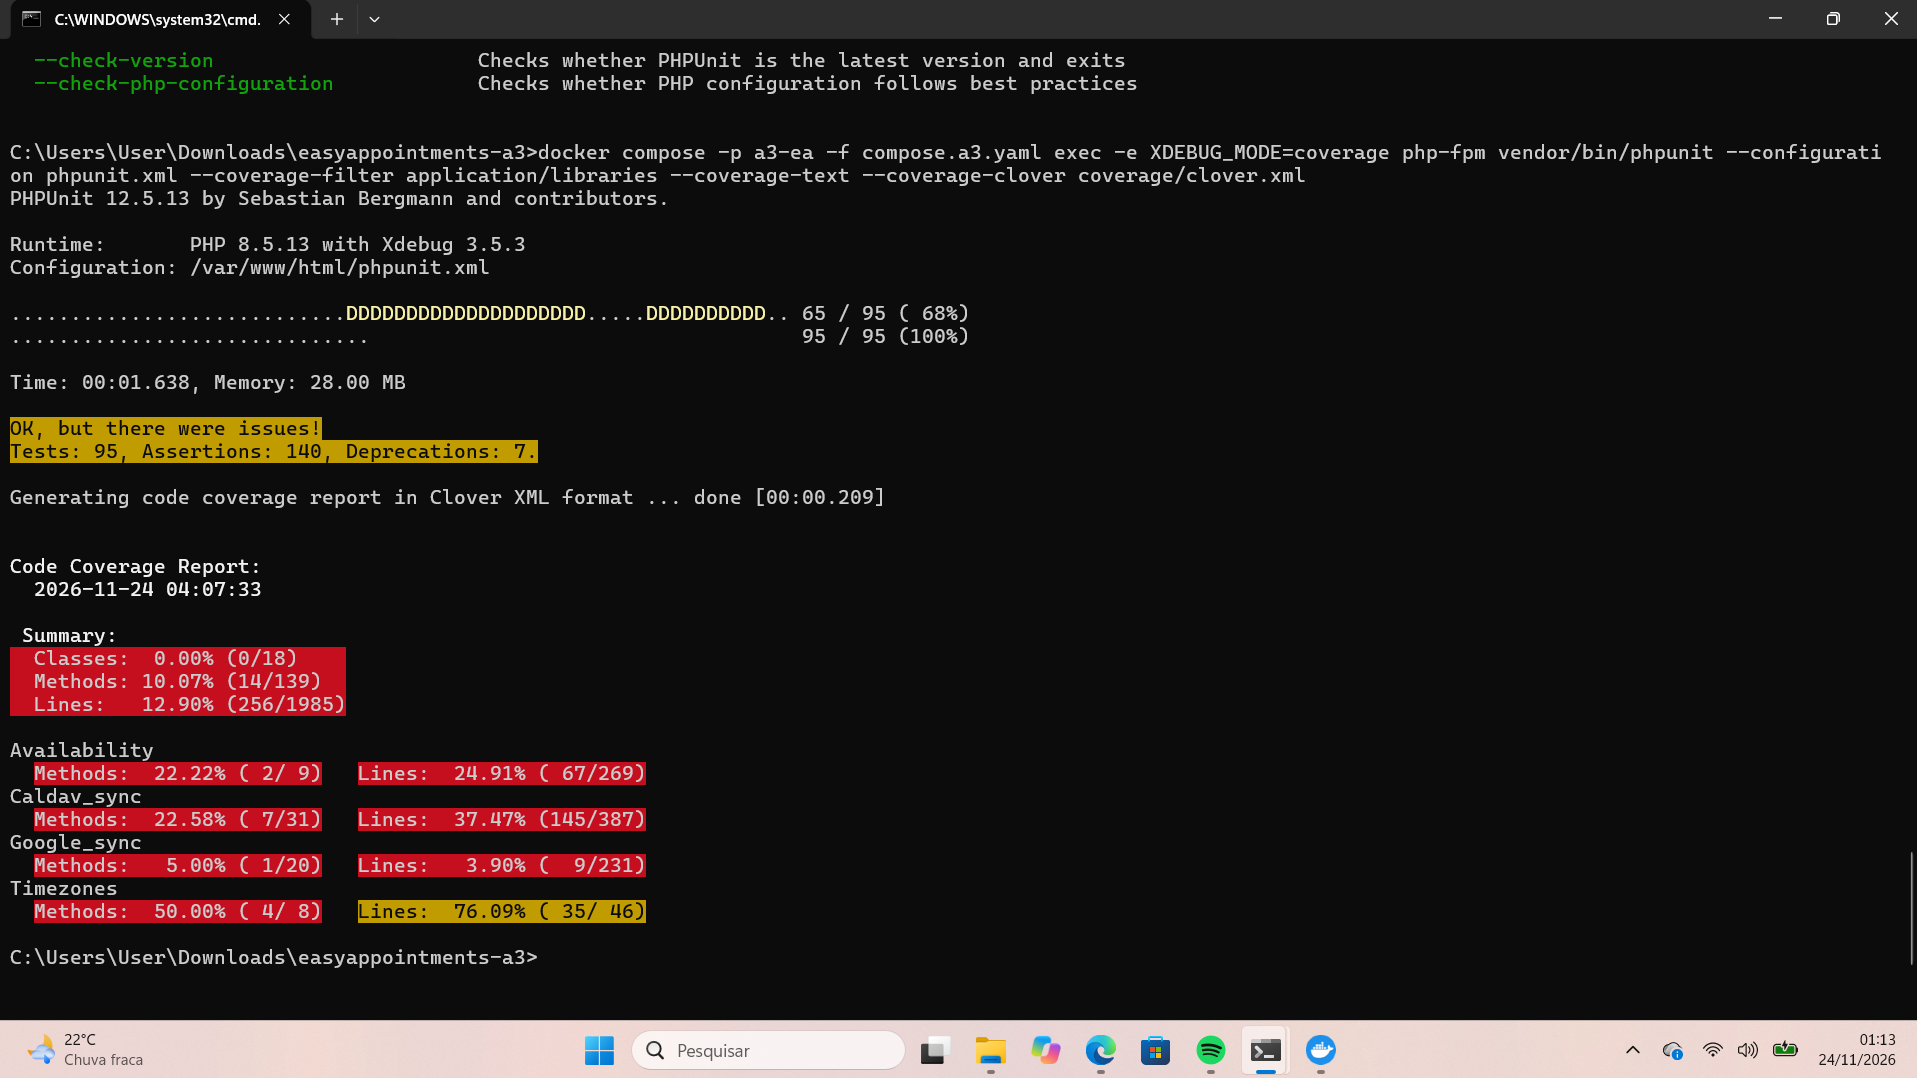 C:\WINDOWS\system32\cmd.
--check-version Checks whether PHPUnit is the latest version and exits
--check-php-configuration Checks whether PHP configuration follows best practices
C:\Users\User\Downloads\easyappointments-a3>docker compose -p a3-ea -f compose.a3.yaml exec -e XDEBUG_MODE=coverage php-fpm vendor/bin/phpunit --configurati
on phpunit.xml --coverage-filter application/libraries --coverage-text --coverage-clover coverage/clover.xml
PHPUnit 12.5.13 by Sebastian Bergmann and contributors.
Runtime: PHP 8.5.13 with Xdebug 3.5.3
Configuration: /var/www/html/phpunit.xml
............................DDDDDDDDDDDDDDDDDDDD.....DDDDDDDDDD.. 65 / 95 ( 68%)
.............................. 95 / 95 (100%)
Time: 00:01.638, Memory: 28.00 MB
OK, but there were issues!
Tests: 95, Assertions: 140, Deprecations: 7.
Generating code coverage report in Clover XML format ... done [00:00.209]
Code Coverage Report:
2026-11-24 04:07:33
Summary:
Classes: 0.00% (0/18)
Methods: 10.07% (14/139)
Lines: 12.90% (256/1985)
Availability
Methods: 22.22% ( 2/ 9) Lines: 24.91% ( 67/269)
Caldav_sync
Methods: 22.58% ( 7/31) Lines: 37.47% (145/387)
Google_sync
Methods: 5.00% ( 1/20) Lines: 3.90% ( 9/231)
Timezones
Methods: 50.00% ( 4/ 8) Lines: 76.09% ( 35/ 46)
C:\Users\User\Downloads\easyappointments-a3>
22°C
Chuva fraca
Pesquisar
01:13
24/11/2026